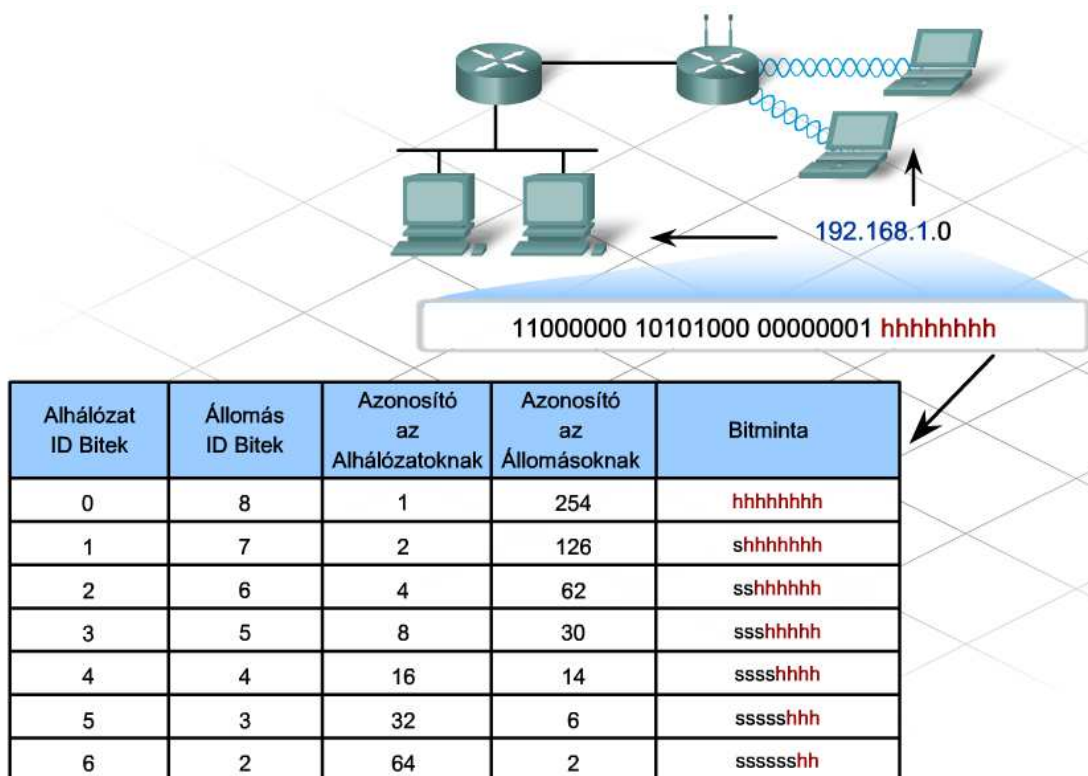 192.168.1.0
11000000 10101000 00000001 hhhhhhhh
Alhálózat ID Bitek
Állomás ID Bitek
Azonosító az Alhálózatoknak
Azonosító az Állomásoknak
Bitminta
0 8 1 254 hhhhhhhh
1 7 2 126 shhhhhhh
2 6 4 62 sshhhhhh
3 5 8 30 ssshhhhh
4 4 16 14 sssshhhh
5 3 32 6 ssssshhh
6 2 64 2 sssssshh